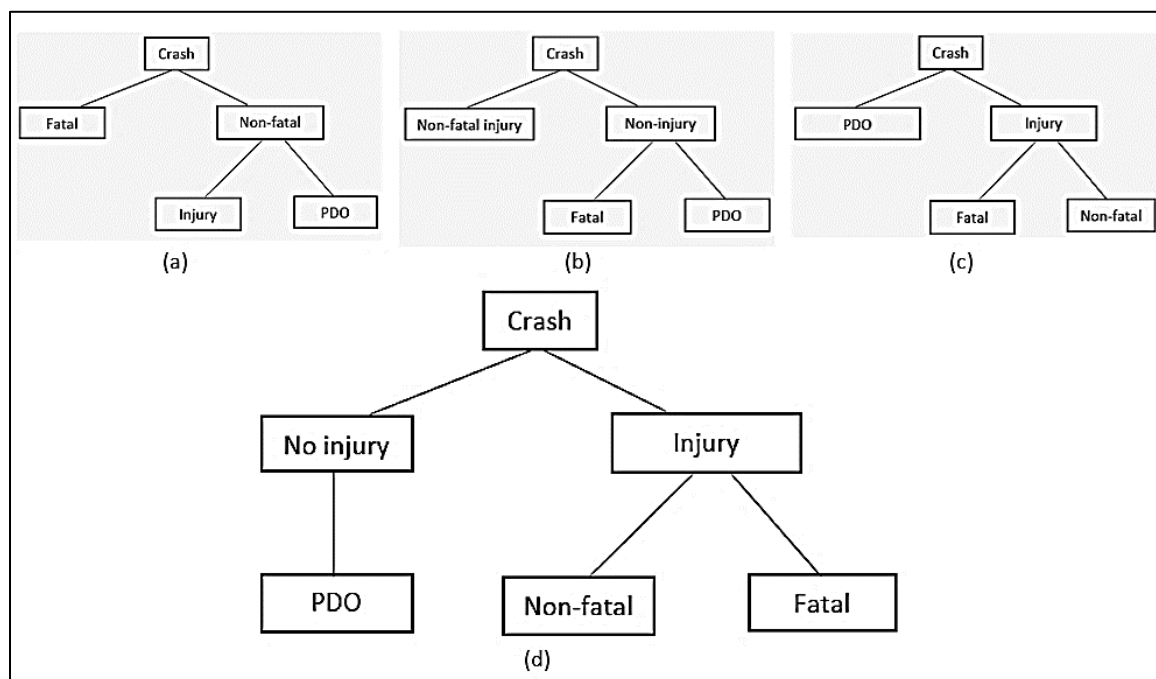 Crash
Fatal
Non-fatal
Injury
PDO
(a)
Crash
Non-fatal injury
Non-injury
Fatal
PDO
(b)
Crash
PDO
Injury
Fatal
Non-fatal
(c)
Crash
No injury
Injury
PDO
Non-fatal
Fatal
(d)